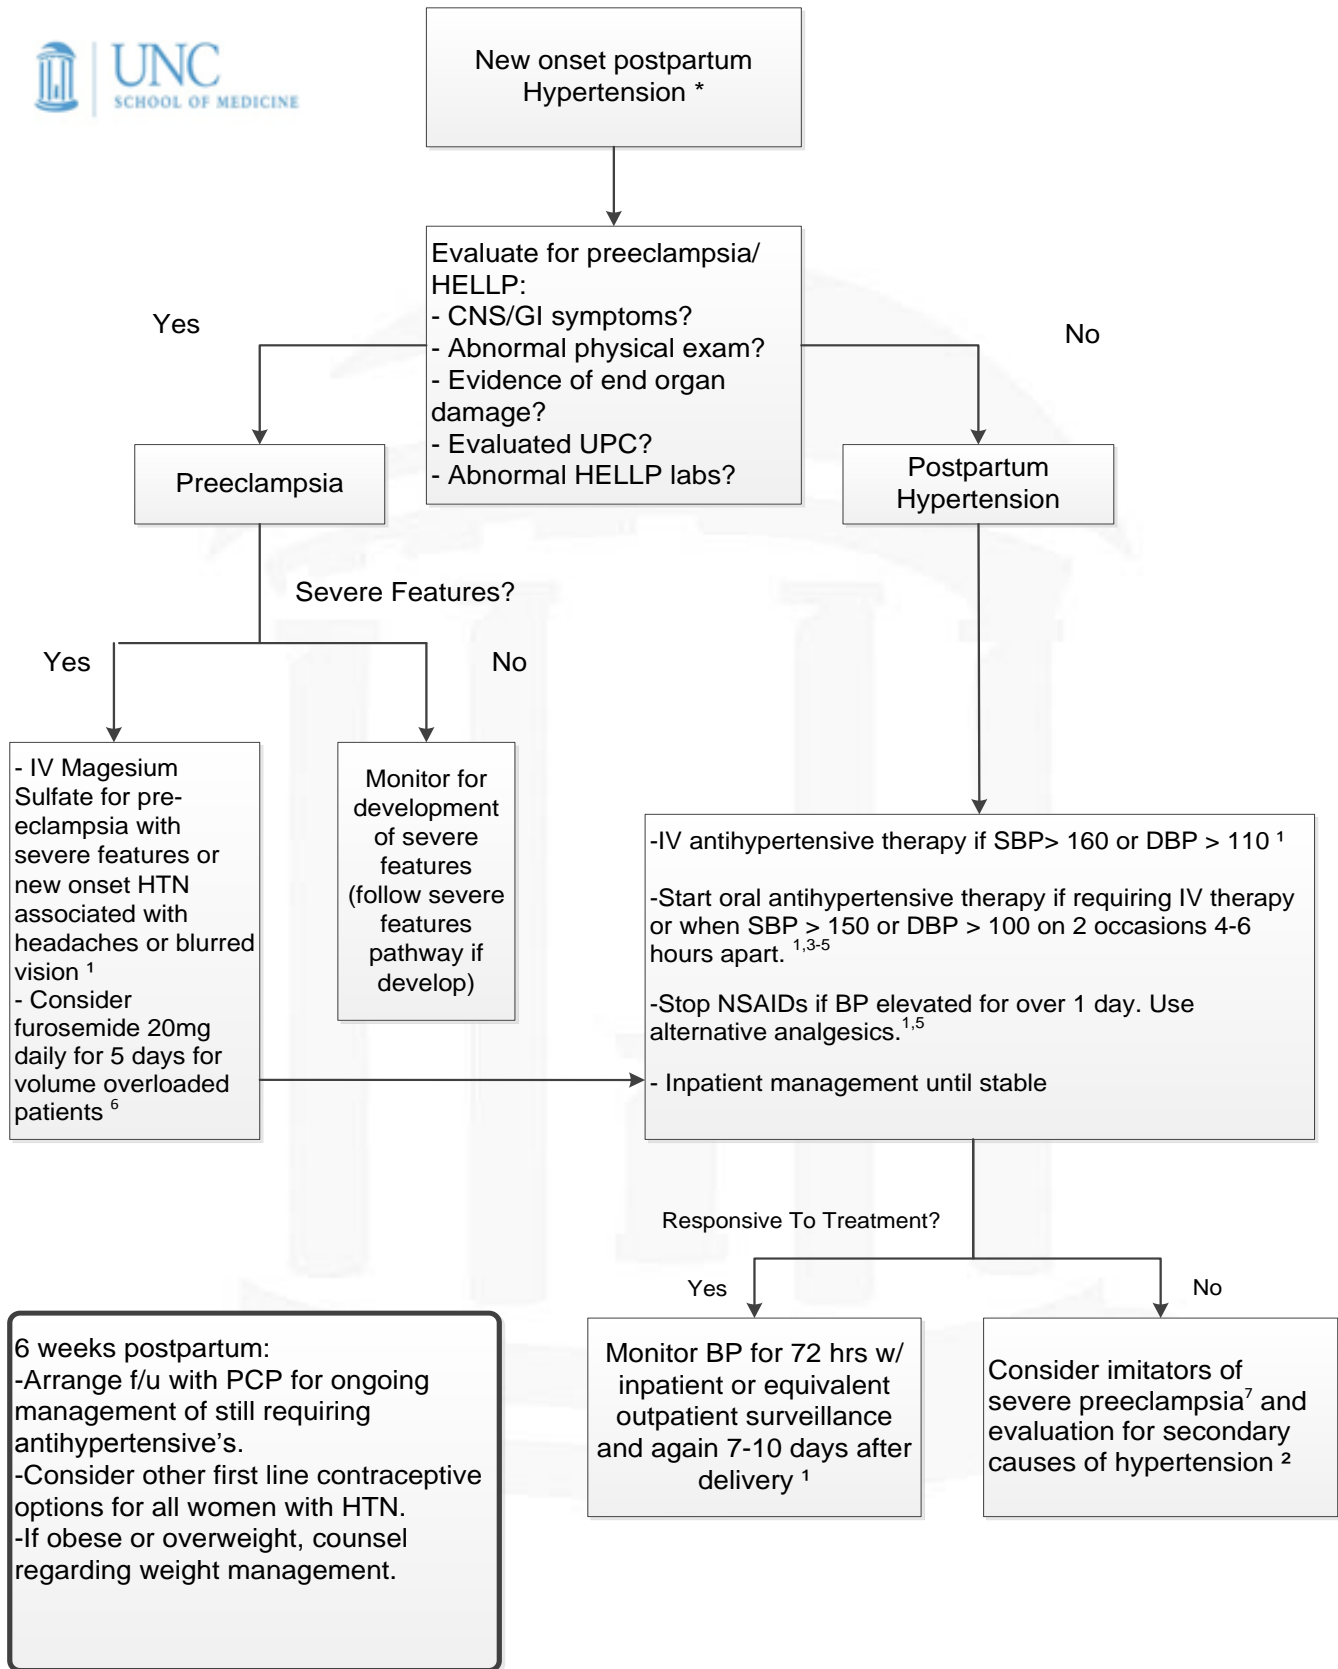 UNC
SCHOOL OF MEDICINE
New onset postpartum
Hypertension *
Evaluate for preeclampsia/
HELLP:
- CNS/GI symptoms?
- Abnormal physical exam?
- Evidence of end organ
damage?
- Evaluated UPC?
- Abnormal HELLP labs?
Yes
No
Preeclampsia
Postpartum
Hypertension
Severe Features?
Yes
No
- IV Magesium
Sulfate for pre-
eclampsia with
severe features or
new onset HTN
associated with
headaches or blurred
vision ¹
- Consider
furosemide 20mg
daily for 5 days for
volume overloaded
patients ⁶
Monitor for
development
of severe
features
(follow severe
features
pathway if
develop)
-IV antihypertensive therapy if SBP> 160 or DBP > 110 ¹
-Start oral antihypertensive therapy if requiring IV therapy
or when SBP > 150 or DBP > 100 on 2 occasions 4-6
hours apart. ¹,³⁻⁵
-Stop NSAIDs if BP elevated for over 1 day. Use
alternative analgesics.¹,⁵
- Inpatient management until stable
Responsive To Treatment?
Yes
No
Monitor BP for 72 hrs w/
inpatient or equivalent
outpatient surveillance
and again 7-10 days after
delivery ¹
Consider imitators of
severe preeclampsia⁷ and
evaluation for secondary
causes of hypertension ²
6 weeks postpartum:
-Arrange f/u with PCP for ongoing
management of still requiring
antihypertensive's.
-Consider other first line contraceptive
options for all women with HTN.
-If obese or overweight, counsel
regarding weight management.